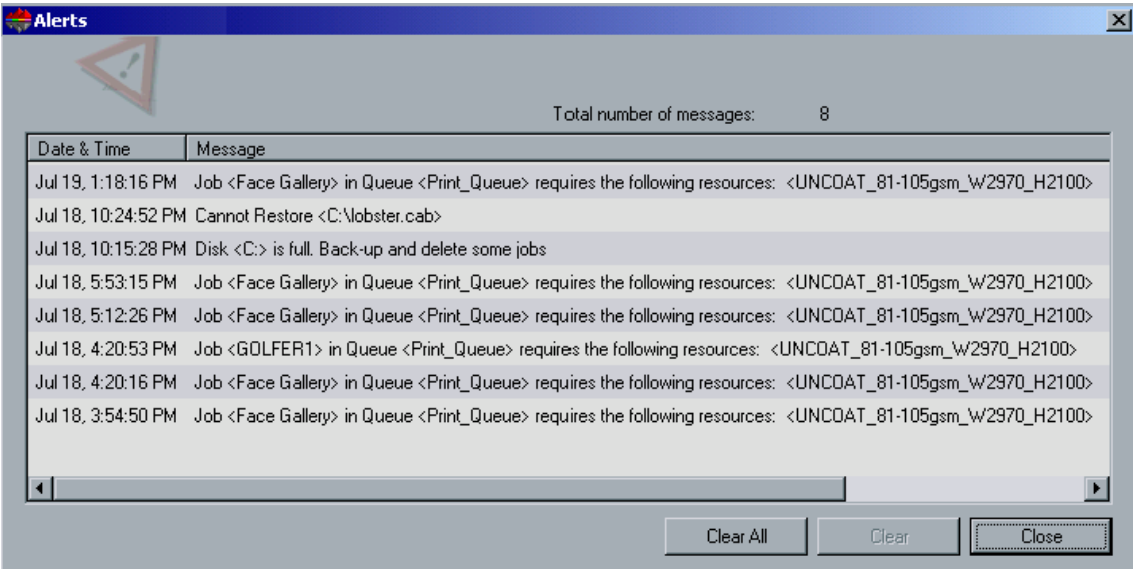 Alerts
Total number of messages: 8
Date & Time Message
Jul 19, 1:18:16 PM Job <Face Gallery> in Queue <Print_Queue> requires the following resources: <UNCOAT_81-105gsm_W2970_H2100>
Jul 18, 10:24:52 PM Cannot Restore <C:\lobster.cab>
Jul 18, 10:15:28 PM Disk <C:> is full. Back-up and delete some jobs
Jul 18, 5:53:15 PM Job <Face Gallery> in Queue <Print_Queue> requires the following resources: <UNCOAT_81-105gsm_W2970_H2100>
Jul 18, 5:12:26 PM Job <Face Gallery> in Queue <Print_Queue> requires the following resources: <UNCOAT_81-105gsm_W2970_H2100>
Jul 18, 4:20:53 PM Job <GOLFER1> in Queue <Print_Queue> requires the following resources: <UNCOAT_81-105gsm_W2970_H2100>
Jul 18, 4:20:16 PM Job <Face Gallery> in Queue <Print_Queue> requires the following resources: <UNCOAT_81-105gsm_W2970_H2100>
Jul 18, 3:54:50 PM Job <Face Gallery> in Queue <Print_Queue> requires the following resources: <UNCOAT_81-105gsm_W2970_H2100>
Clear All Clear Close